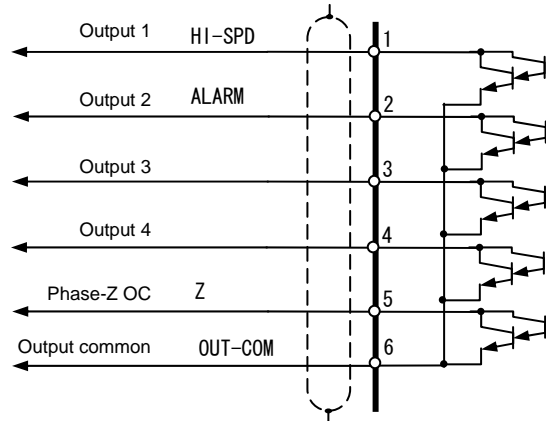 Output 1 HI-SPD 1
Output 2 ALARM 2
Output 3 3
Output 4 4
Phase-Z OC Z 5
Output common OUT-COM 6